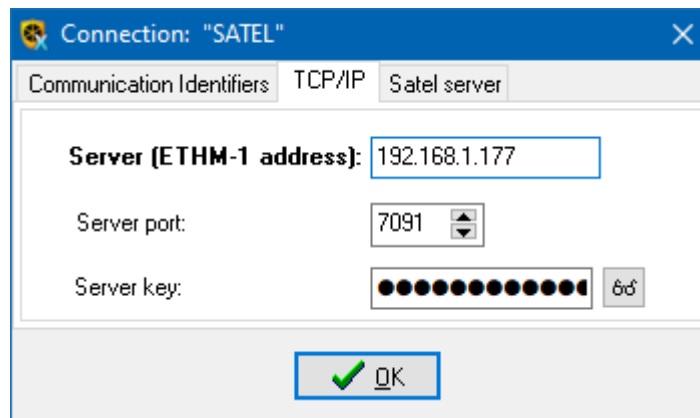 Connection: "SATEL"
Communication Identifiers TCP/IP Satel server
Server (ETHM-1 address): 192.168.1.177
Server port: 7091
Server key: ●●●●●●●●●●●●
OK